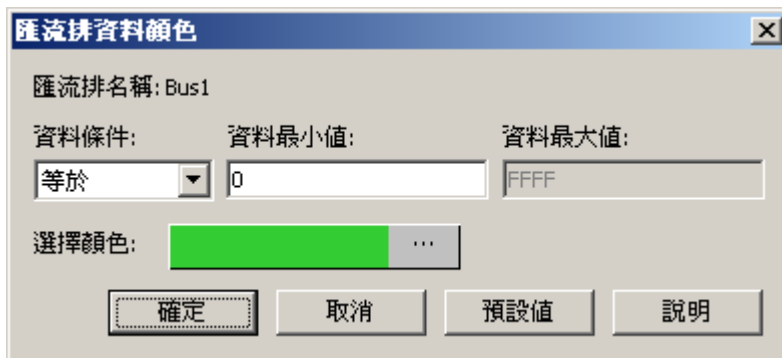 匯流排資料顏色
匯流排名稱: Bus1
資料條件: 資料最小值: 資料最大值:
等於 0 FFFF
選擇顏色: ...
確定 取消 預設值 說明